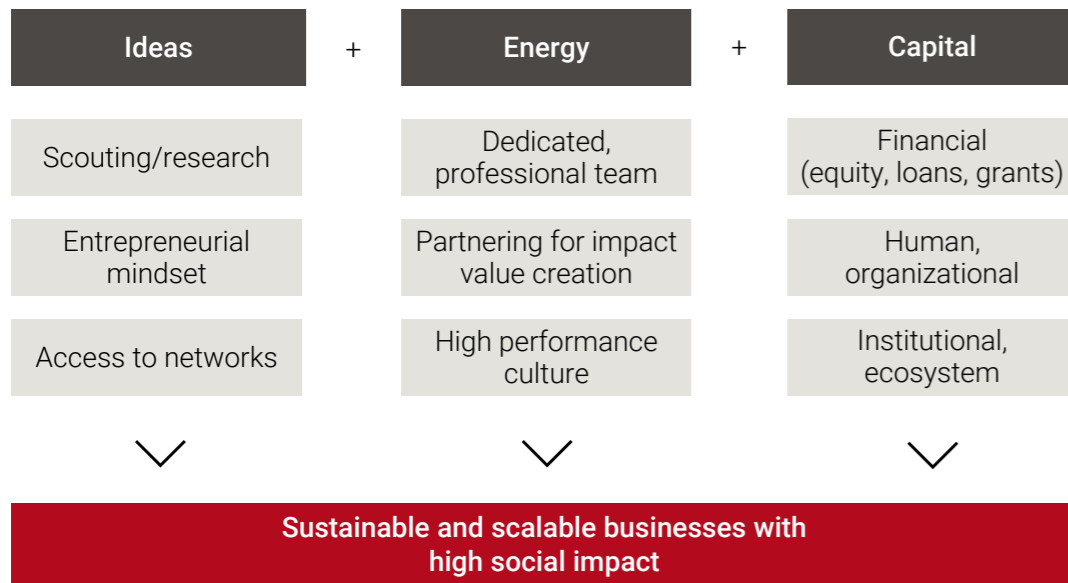 Ideas
+
Energy
+
Capital
Scouting/research
Dedicated,
professional team
Financial
(equity, loans, grants)
Entrepreneurial
mindset
Partnering for impact
value creation
Human,
organizational
Access to networks
High performance
culture
Institutional,
ecosystem
Sustainable and scalable businesses with
high social impact